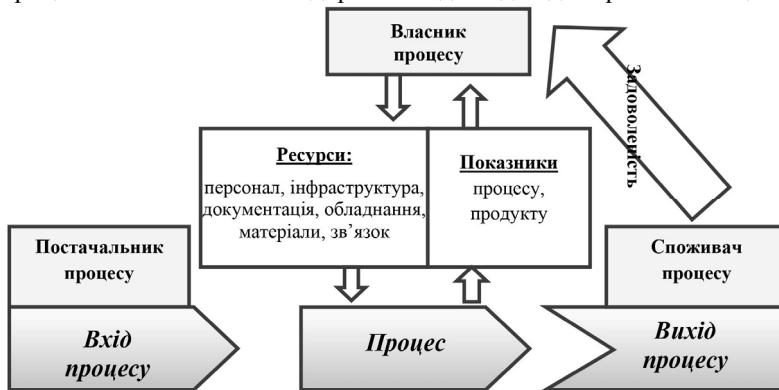 Власник
процесу
Задоволеність
Ресурси:
персонал, інфраструктура,
документація, обладнання,
матеріали, зв’язок
Показники
процесу,
продукту
Постачальник
процесу
Споживач
процесу
Вхід
процесу
Процес
Вихід
процесу